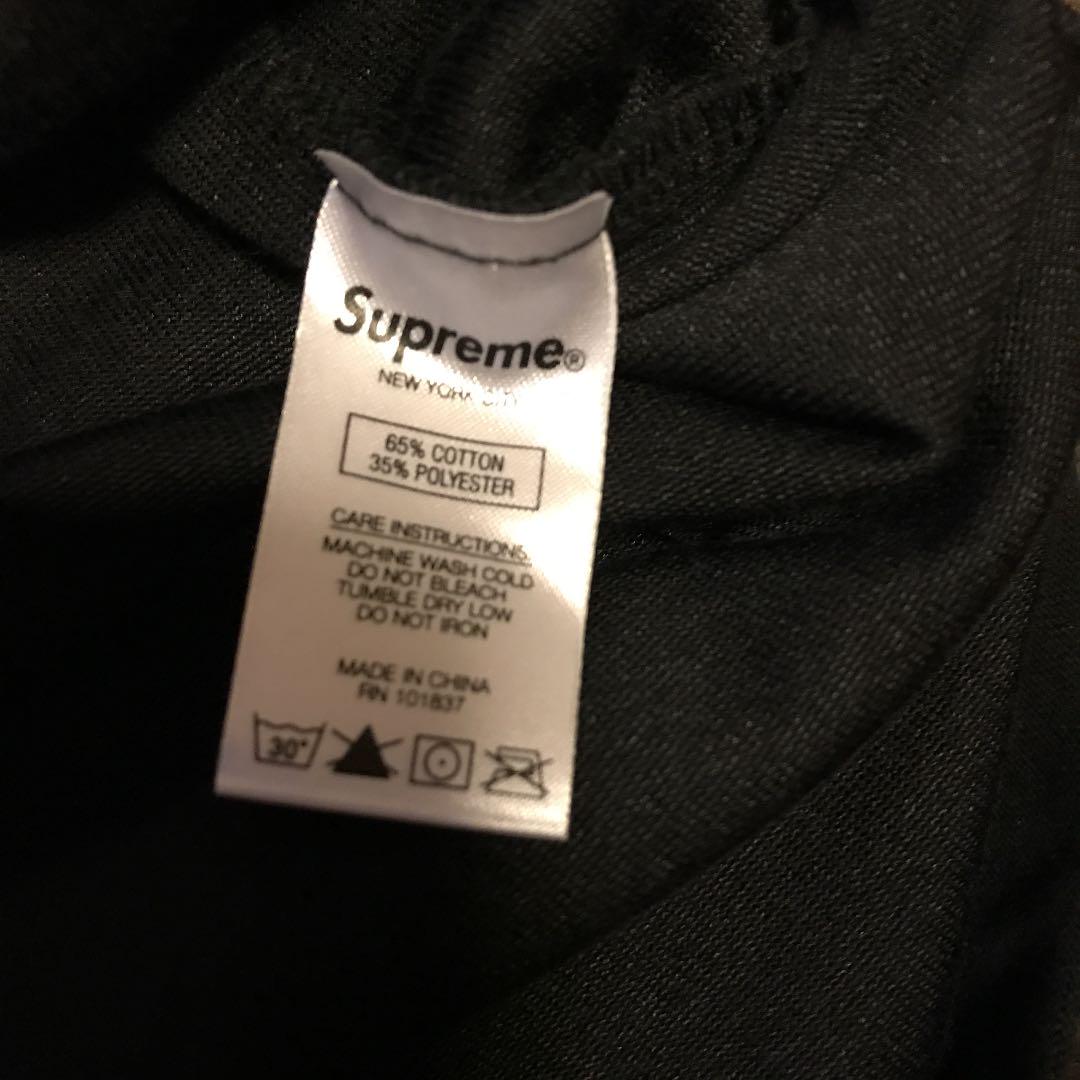 Supreme®
NEW YORK CITY
65% COTTON
35% POLYESTER
CARE INSTRUCTIONS:
MACHINE WASH COLD
DO NOT BLEACH
TUMBLE DRY LOW
DO NOT IRON
MADE IN CHINA
RN 101837
30°